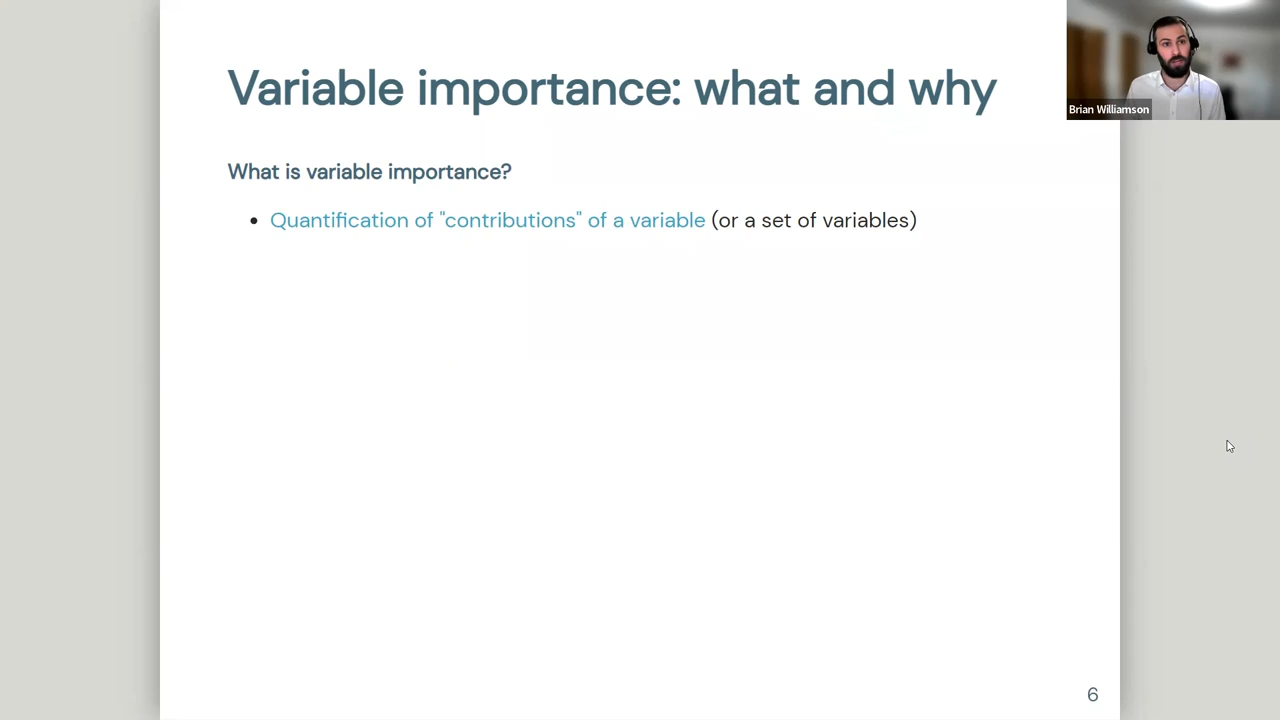 Variable importance: what and why
Brian Williamson
What is variable importance?
• Quantification of "contributions" of a variable (or a set of variables)
6